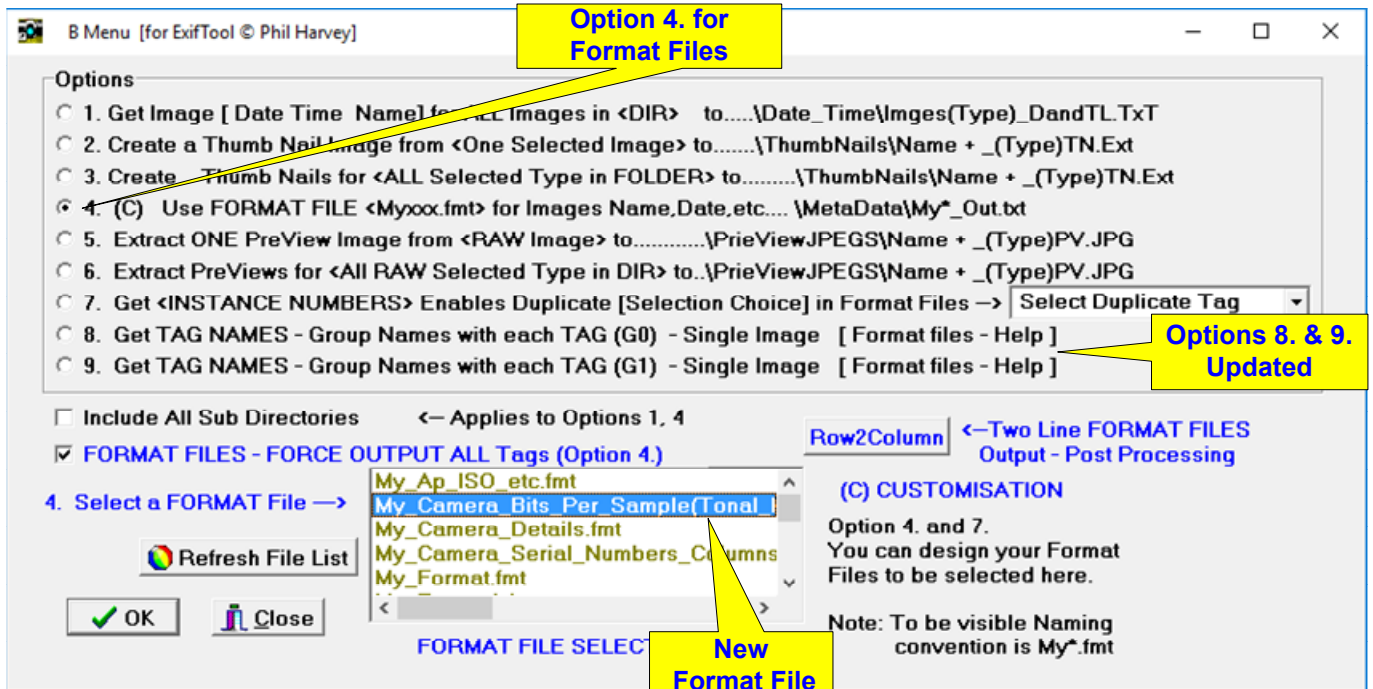 Option 4. for
Format Files
B Menu [for ExifTool © Phil Harvey]
Options
1. Get Image [ Date Time Name] for ALL Images in <DIR> to.....\Date_Time\Imges(Type)_DandTL.TxT
2. Create a Thumb Nail Image from <One Selected Image> to.......\ThumbNails\Name + _(Type)TN.Ext
3. Create Thumb Nails for <ALL Selected Type in FOLDER> to.........\ThumbNails\Name + _(Type)TN.Ext
4. (C) Use FORMAT FILE <Myxxx.fmt> for Images Name,Date,etc.... \MetaData\My*_Out.txt
5. Extract ONE PreView Image from <RAW Image> to............\PrieViewJPEGS\Name + _(Type)PV.JPG
6. Extract PreViews for <All RAW Selected Type in DIR> to..\PrieViewJPEGS\Name + _(Type)PV.JPG
7. Get <INSTANCE NUMBERS> Enables Duplicate [Selection Choice] in Format Files –> Select Duplicate Tag
8. Get TAG NAMES - Group Names with each TAG (G0) - Single Image [ Format files - Help ]
9. Get TAG NAMES - Group Names with each TAG (G1) - Single Image [ Format files - Help ]
Options 8. & 9.
Updated
Include All Sub Directories <– Applies to Options 1, 4
FORMAT FILES - FORCE OUTPUT ALL Tags (Option 4.)
Row2Column
<–Two Line FORMAT FILES
Output - Post Processing
4. Select a FORMAT File —>
My_Ap_ISO_etc.fmt
My_Camera_Bits_Per_Sample(Tonal_
My_Camera_Details.fmt
My_Camera_Serial_Numbers_Columns
My_Format.fmt
Refresh File List
OK
Close
FORMAT FILE SELECT
New
Format File
(C) CUSTOMISATION
Option 4. and 7.
You can design your Format
Files to be selected here.
Note: To be visible Naming
convention is My*.fmt